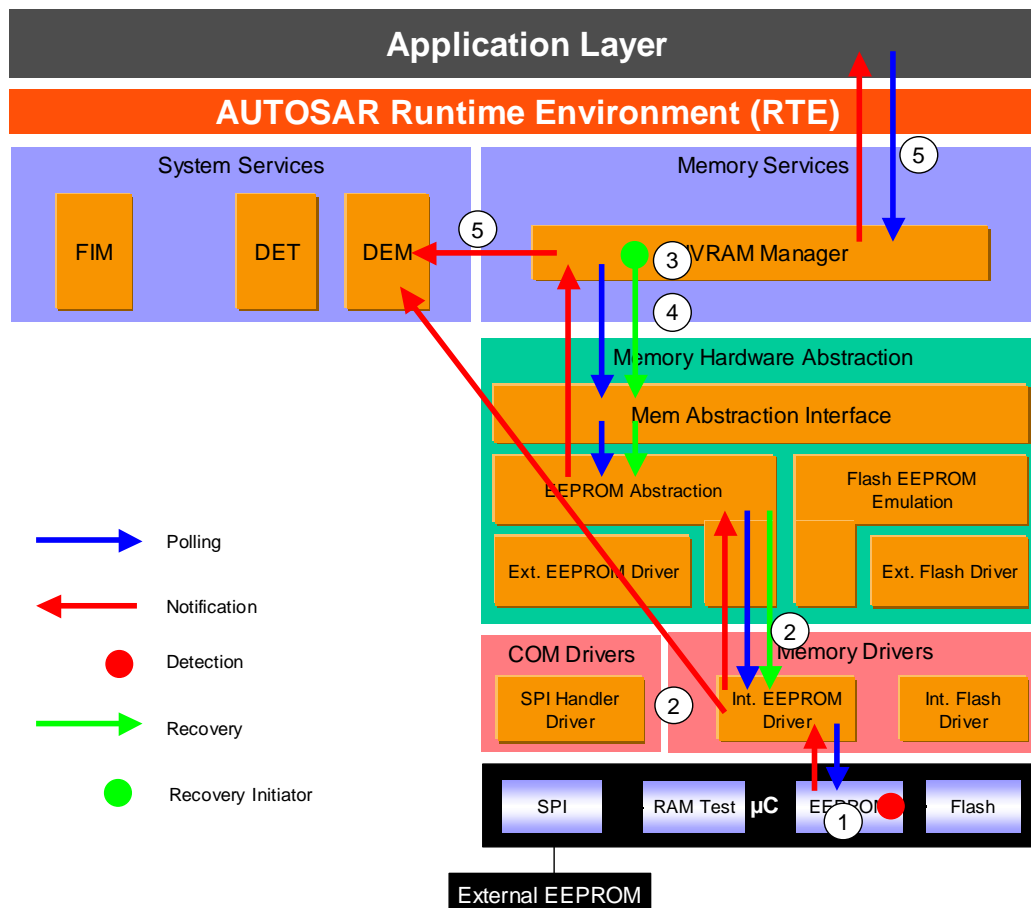 Application Layer
AUTOSAR Runtime Environment (RTE)
System Services
Memory Services
5
FIM
DET
DEM
5
VRAM Manager
3
4
Memory Hardware Abstraction
Mem Abstraction Interface
EEPROM Abstraction
Flash EEPROM
Emulation
Ext. EEPROM Driver
Ext. Flash Driver
Polling
Notification
Detection
Recovery
Recovery Initiator
2
COM Drivers
Memory Drivers
SPI Handler
Driver
2
Int. EEPROM
Driver
Int. Flash
Driver
SPI
RAM Test
µC
EEPROM
1
Flash
External EEPROM